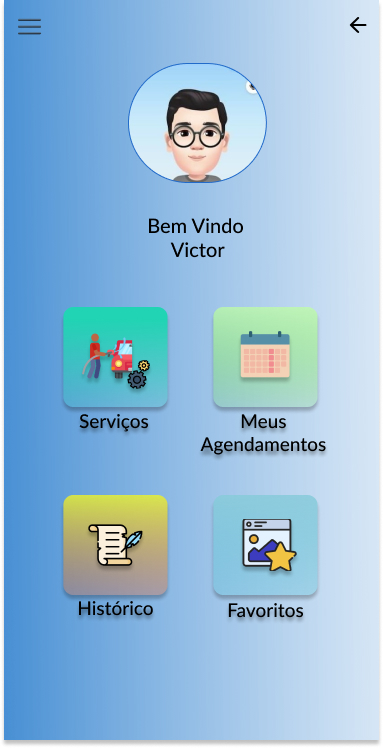 Bem Vindo
Victor
Serviços
Meus
Agendamentos
Histórico
Favoritos